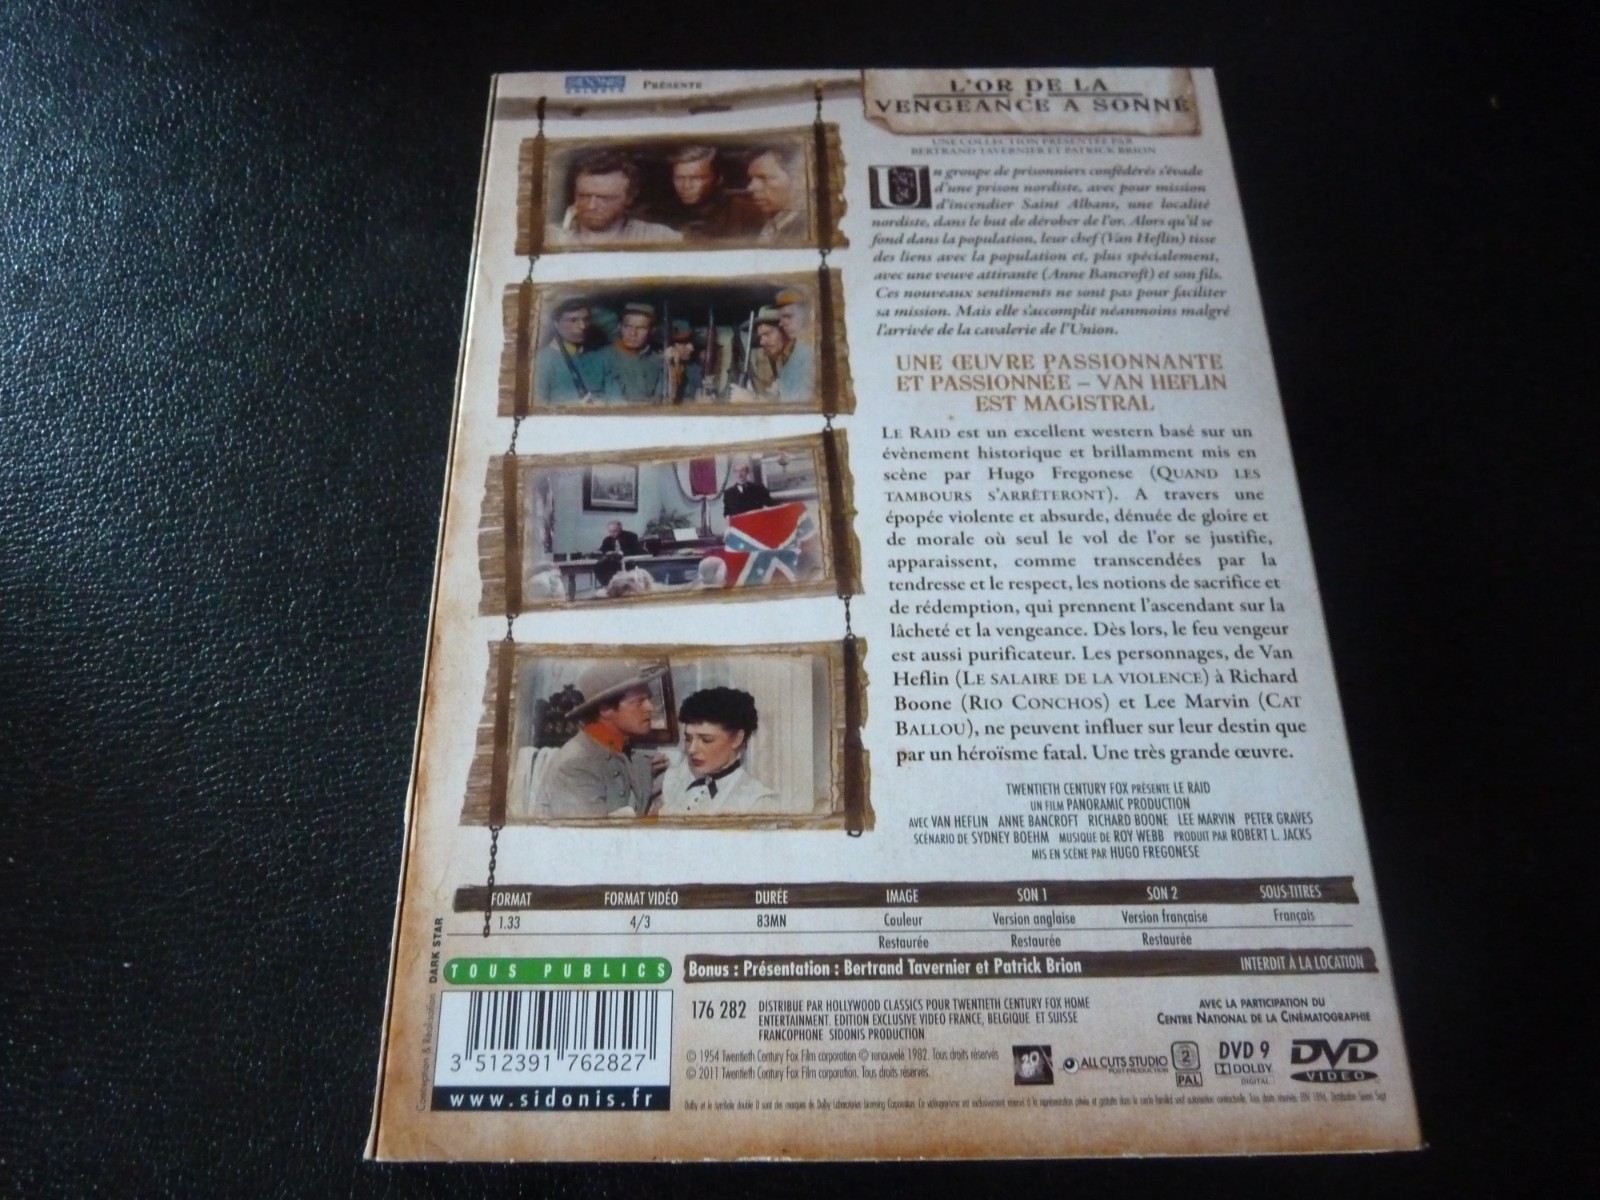 SIDONIS
CALYSTA
PRÉSENTE
L'OR DE LA
VENGEANCE A SONNÉ
UNE COLLECTION PRÉSENTÉE PAR
BERTRAND TAVERNIER ET PATRICK BRION
Un groupe de prisonniers confédérés s'évade
d'une prison nordiste, avec pour mission
d'incendier Saint Albans, une localité
nordiste, dans le but de dérober de l'or. Alors qu'il se
fond dans la population, leur chef (Van Heflin) tisse
des liens avec la population et, plus spécialement,
avec une veuve attirante (Anne Bancroft) et son fils.
Ces nouveaux sentiments ne sont pas pour faciliter
sa mission. Mais elle s'accomplit néanmoins malgré
l'arrivée de la cavalerie de l'Union.
UNE ŒUVRE PASSIONNANTE
ET PASSIONNÉE – VAN HEFLIN
EST MAGISTRAL
LE RAID est un excellent western basé sur un
évènement historique et brillamment mis en
scène par Hugo Fregonese (QUAND LES
TAMBOURS S'ARRÊTERONT). A travers une
épopée violente et absurde, dénuée de gloire et
de morale où seul le vol de l'or se justifie,
apparaissent, comme transcendées par la
tendresse et le respect, les notions de sacrifice et
de rédemption, qui prennent l'ascendant sur la
lâcheté et la vengeance. Dès lors, le feu vengeur
est aussi purificateur. Les personnages, de Van
Heflin (LE SALAIRE DE LA VIOLENCE) à Richard
Boone (RIO CONCHOS) et Lee Marvin (CAT
BALLOU), ne peuvent influer sur leur destin que
par un héroïsme fatal. Une très grande œuvre.
TWENTIETH CENTURY FOX PRÉSENTE LE RAID
UN FILM PANORAMIC PRODUCTION
AVEC VAN HEFLIN ANNE BANCROFT RICHARD BOONE LEE MARVIN PETER GRAVES
SCÉNARIO DE SYDNEY BOEHM MUSIQUE DE ROY WEBB PRODUIT PAR ROBERT L. JACKS
MIS EN SCÈNE PAR HUGO FREGONESE
FORMAT FORMAT VIDÉO DURÉE IMAGE SON 1 SON 2 SOUS-TITRES
1.33 4/3 83MN Couleur Version anglaise Version française Français
Restaurée Restaurée Restaurée
Conception & Réalisation DARK STAR
TOUS PUBLICS
Bonus : Présentation : Bertrand Tavernier et Patrick Brion
INTERDIT À LA LOCATION
3 512391 762827
www.sidonis.fr
176 282
DISTRIBUE PAR HOLLYWOOD CLASSICS POUR TWENTIETH CENTURY FOX HOME
ENTERTAINMENT. EDITION EXCLUSIVE VIDEO FRANCE, BELGIQUE ET SUISSE
FRANCOPHONE SIDONIS PRODUCTION
AVEC LA PARTICIPATION DU
CENTRE NATIONAL DE LA CINÉMATOGRAPHIE
© 1954 Twentieth Century Fox Film corporation © renouvelé 1982. Tous droits réservés
© 2011 Twentieth Century Fox Film corporation. Tous droits réservés.
20
ALL CUTS STUDIO
POST-PRODUCTION
2
PAL
DVD 9
DOLBY
DIGITAL
DVD
VIDEO